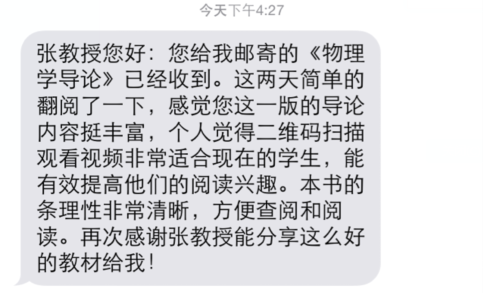 今天下午4:27
张教授您好：您给我邮寄的《物理
学导论》已经收到。这两天简单的
翻阅了一下，感觉您这一版的导论
内容挺丰富，个人觉得二维码扫描
观看视频非常适合现在的学生，能
有效提高他们的阅读兴趣。本书的
条理性非常清晰，方便查阅和阅
读。再次感谢张教授能分享这么好
的教材给我！